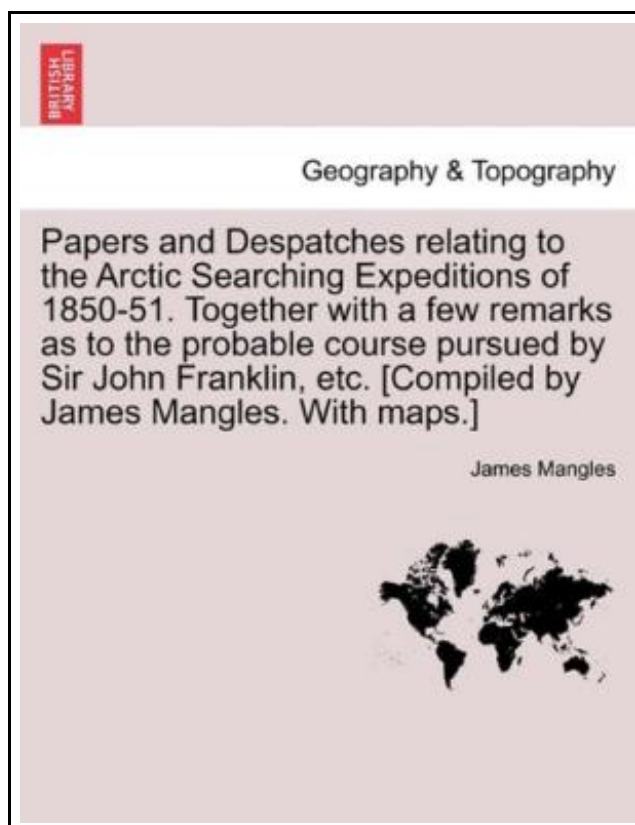 BRITISH
LIBRARY
Geography & Topography
Papers and Despatches relating to
the Arctic Searching Expeditions of
1850-51. Together with a few remarks
as to the probable course pursued by
Sir John Franklin, etc. [Compiled by
James Mangles. With maps.]
James Mangles